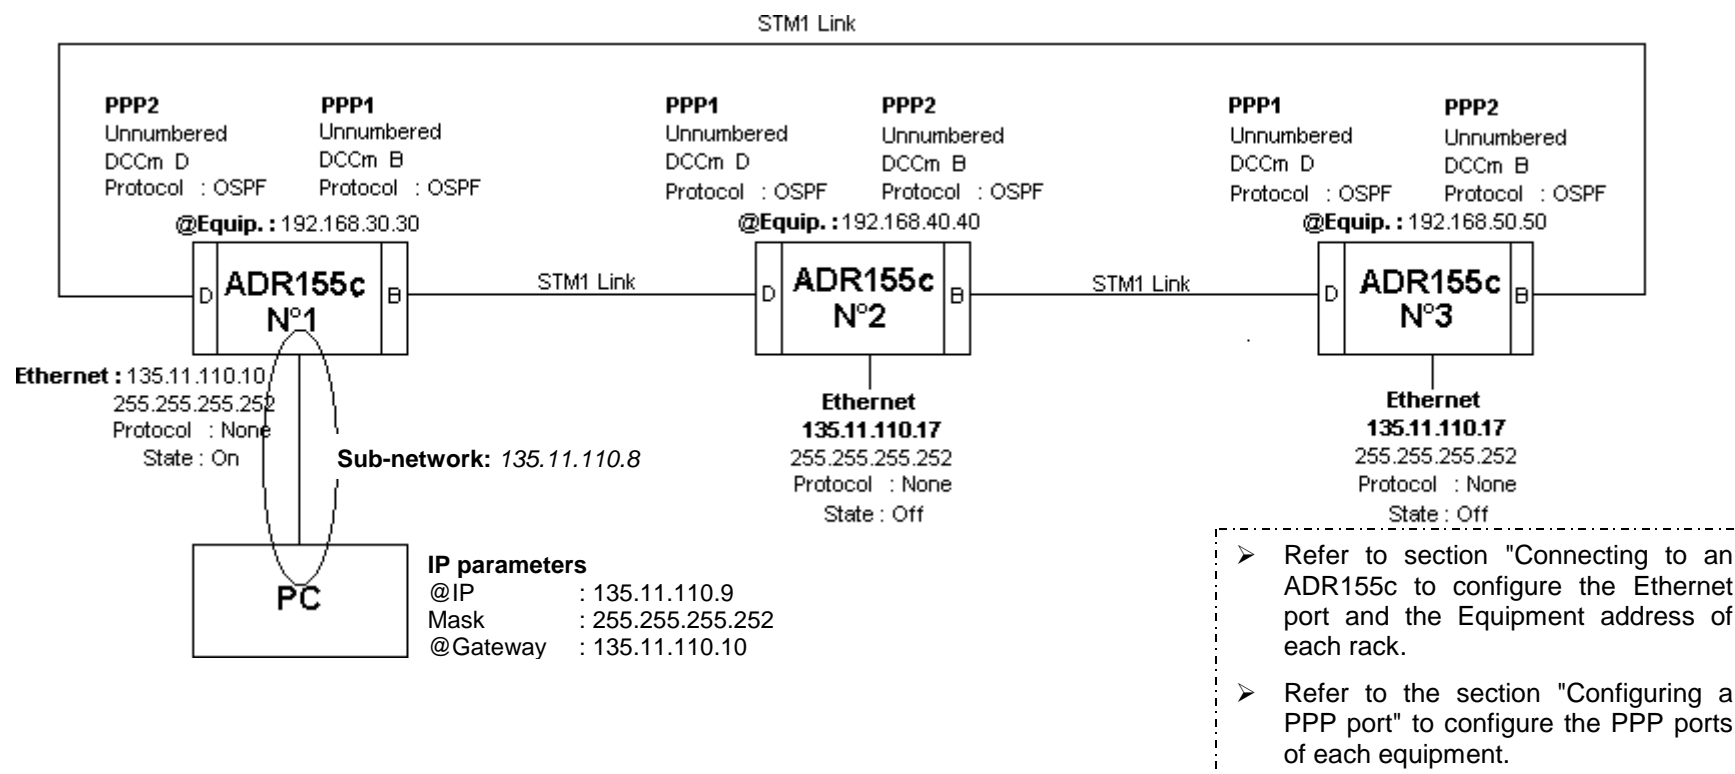 STM1 Link
PPP2
Unnumbered
DCCm D
Protocol : OSPF
PPP1
Unnumbered
DCCm B
Protocol : OSPF
@Equip. : 192.168.30.30
PPP1
Unnumbered
DCCm D
Protocol : OSPF
PPP2
Unnumbered
DCCm B
Protocol : OSPF
@Equip. : 192.168.40.40
PPP1
Unnumbered
DCCm D
Protocol : OSPF
PPP2
Unnumbered
DCCm B
Protocol : OSPF
@Equip. : 192.168.50.50
D
ADR155c
N°1
B
STM1 Link
D
ADR155c
N°2
B
STM1 Link
D
ADR155c
N°3
B
Ethernet : 135.11.110.10
255.255.255.252
Protocol : None
State : On
Sub-network: 135.11.110.8
Ethernet
135.11.110.17
255.255.255.252
Protocol : None
State : Off
Ethernet
135.11.110.17
255.255.255.252
Protocol : None
State : Off
PC
IP parameters
@IP : 135.11.110.9
Mask : 255.255.255.252
@Gateway : 135.11.110.10
➢ Refer to section "Connecting to an
ADR155c to configure the Ethernet
port and the Equipment address of
each rack.
➢ Refer to the section "Configuring a
PPP port" to configure the PPP ports
of each equipment.